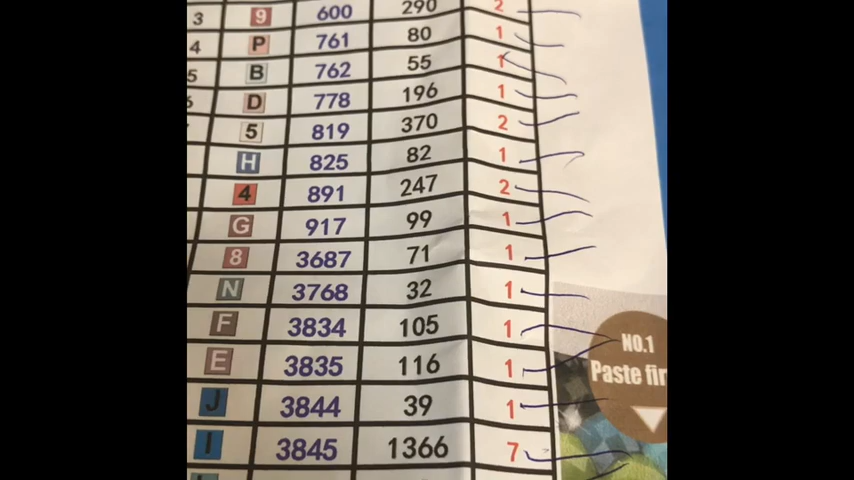 3 9 600 290 2
4 P 761 80 1
5 B 762 55 1
D 778 196 1
5 819 370 2
H 825 82 1
4 891 247 2
G 917 99 1
8 3687 71 1
N 3768 32 1
F 3834 105 1
E 3835 116 1
J 3844 39 1
I 3845 1366 7
NO.1
Paste fir